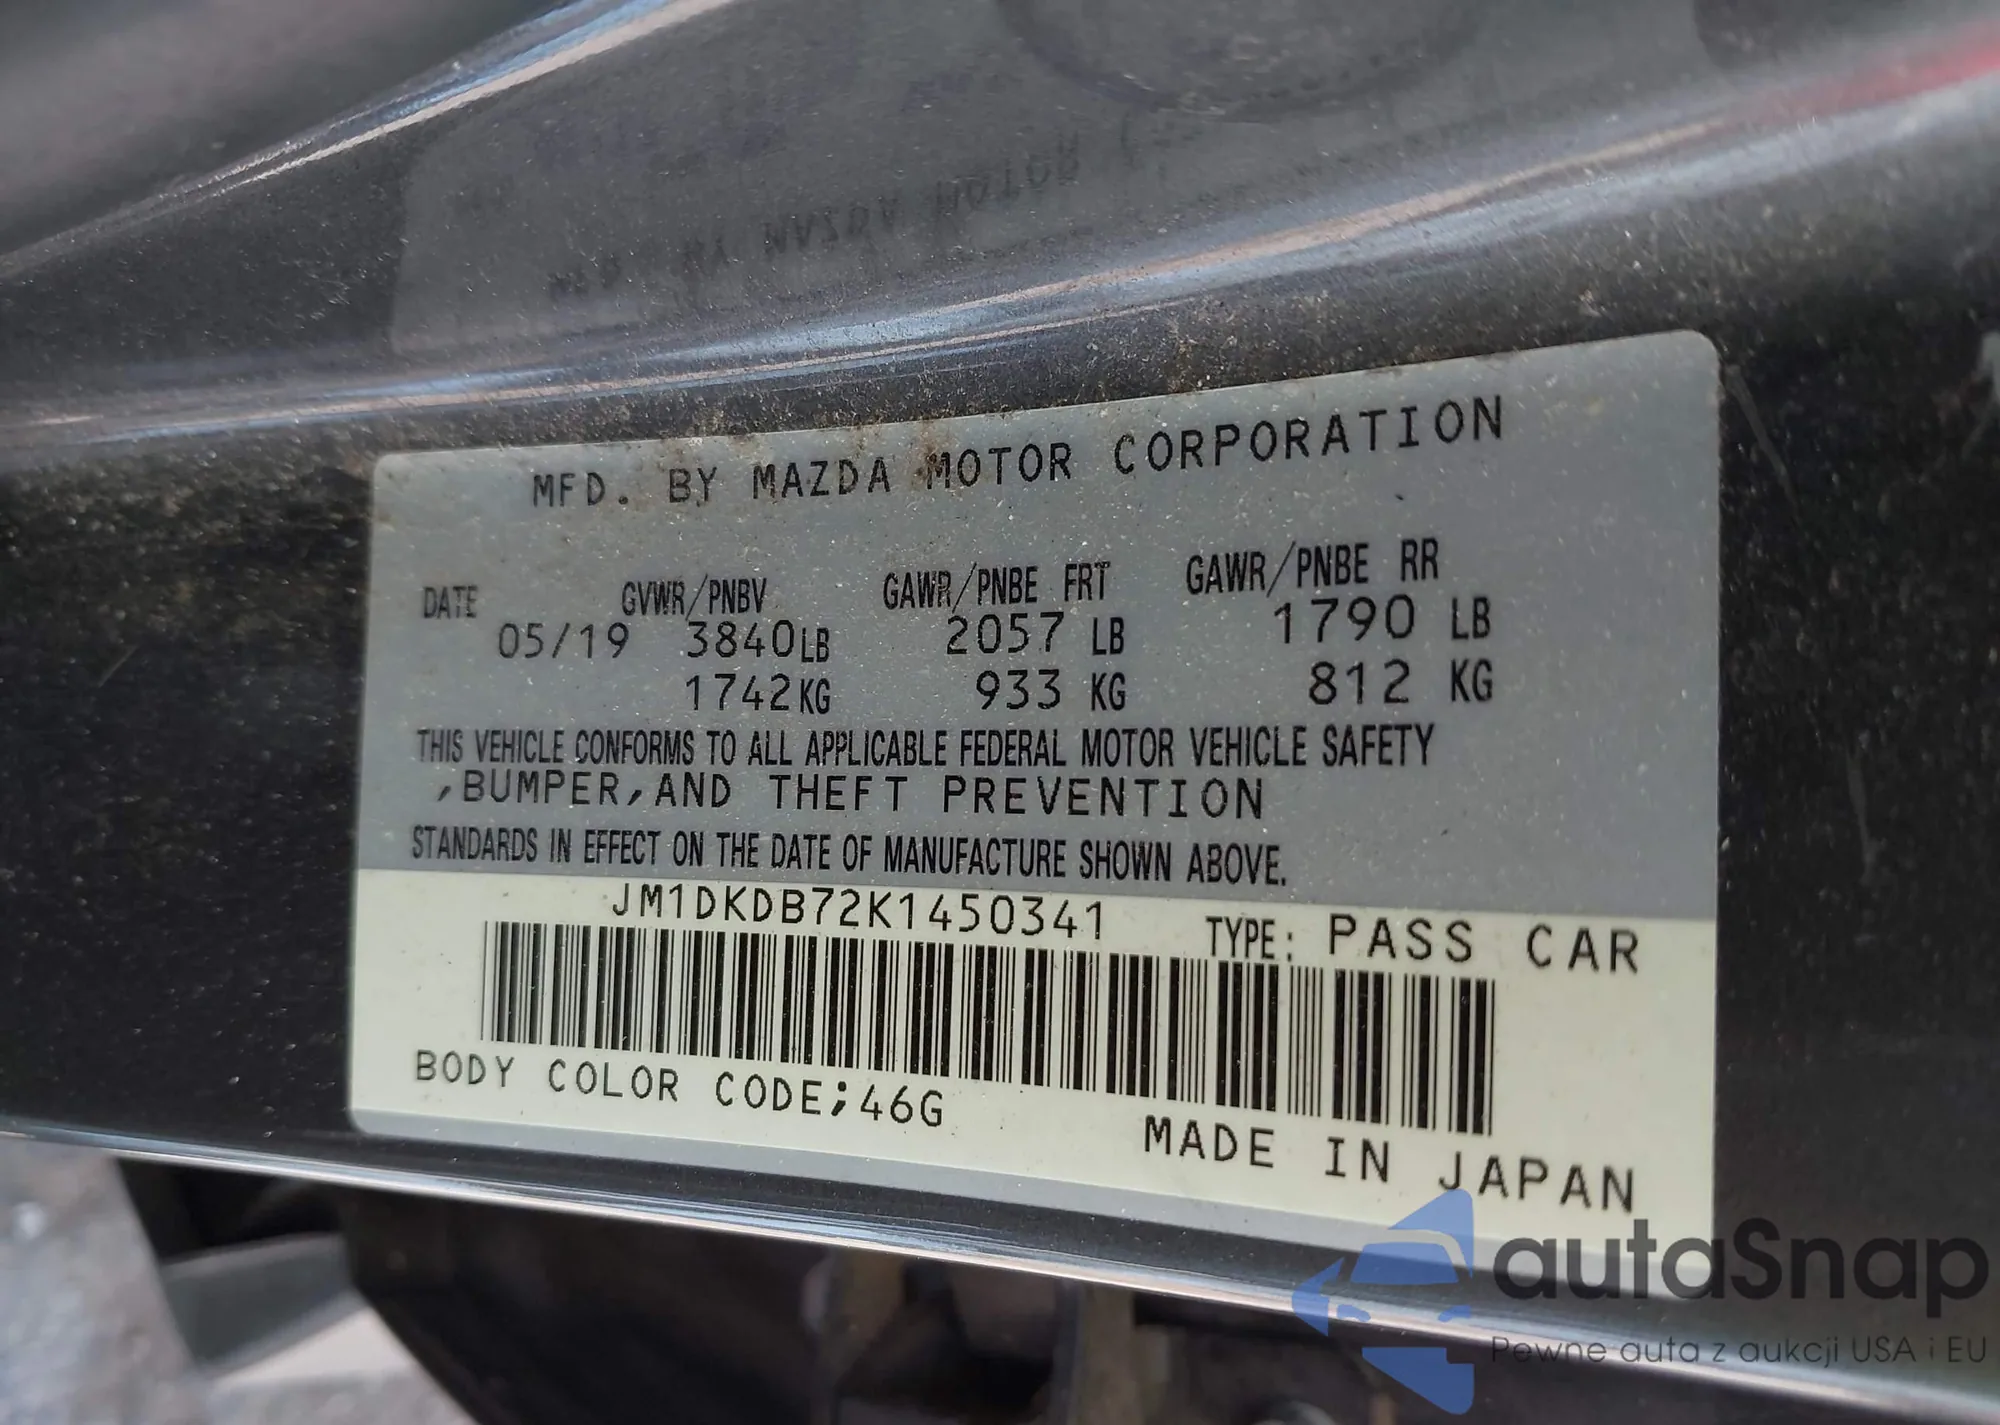 MFD. BY MAZDA MOTOR CORPORATION
DATE GVWR/PNBV GAWR/PNBE FRT GAWR/PNBE RR
05/19 3840LB 2057 LB 1790 LB
1742KG 933 KG 812 KG
THIS VEHICLE CONFORMS TO ALL APPLICABLE FEDERAL MOTOR VEHICLE SAFETY
,BUMPER,AND THEFT PREVENTION
STANDARDS IN EFFECT ON THE DATE OF MANUFACTURE SHOWN ABOVE.
JM1DKDB72K1450341 TYPE: PASS CAR
BODY COLOR CODE;46G
MADE IN JAPAN
autaSnap
Pewne auta z aukcji USA i EU